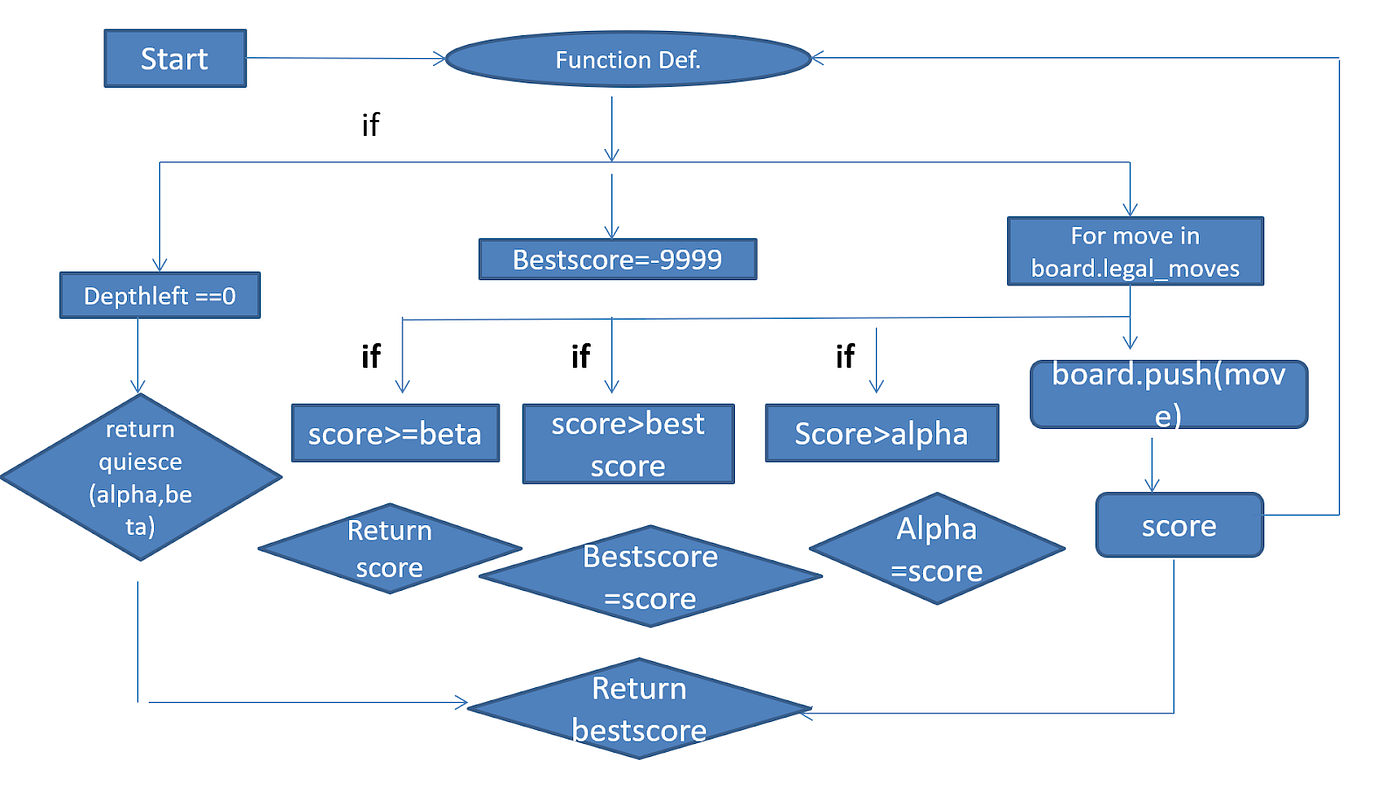 Start
Function Def.
if
Bestscore=-9999
For move in
board.legal_moves
Depthleft ==0
if
if
if
board.push(mov
e)
score>=beta
score>best
score
Score>alpha
return
quiesce
(alpha,be
ta)
Return
score
Bestscore
=score
Alpha
=score
score
Return
bestscore